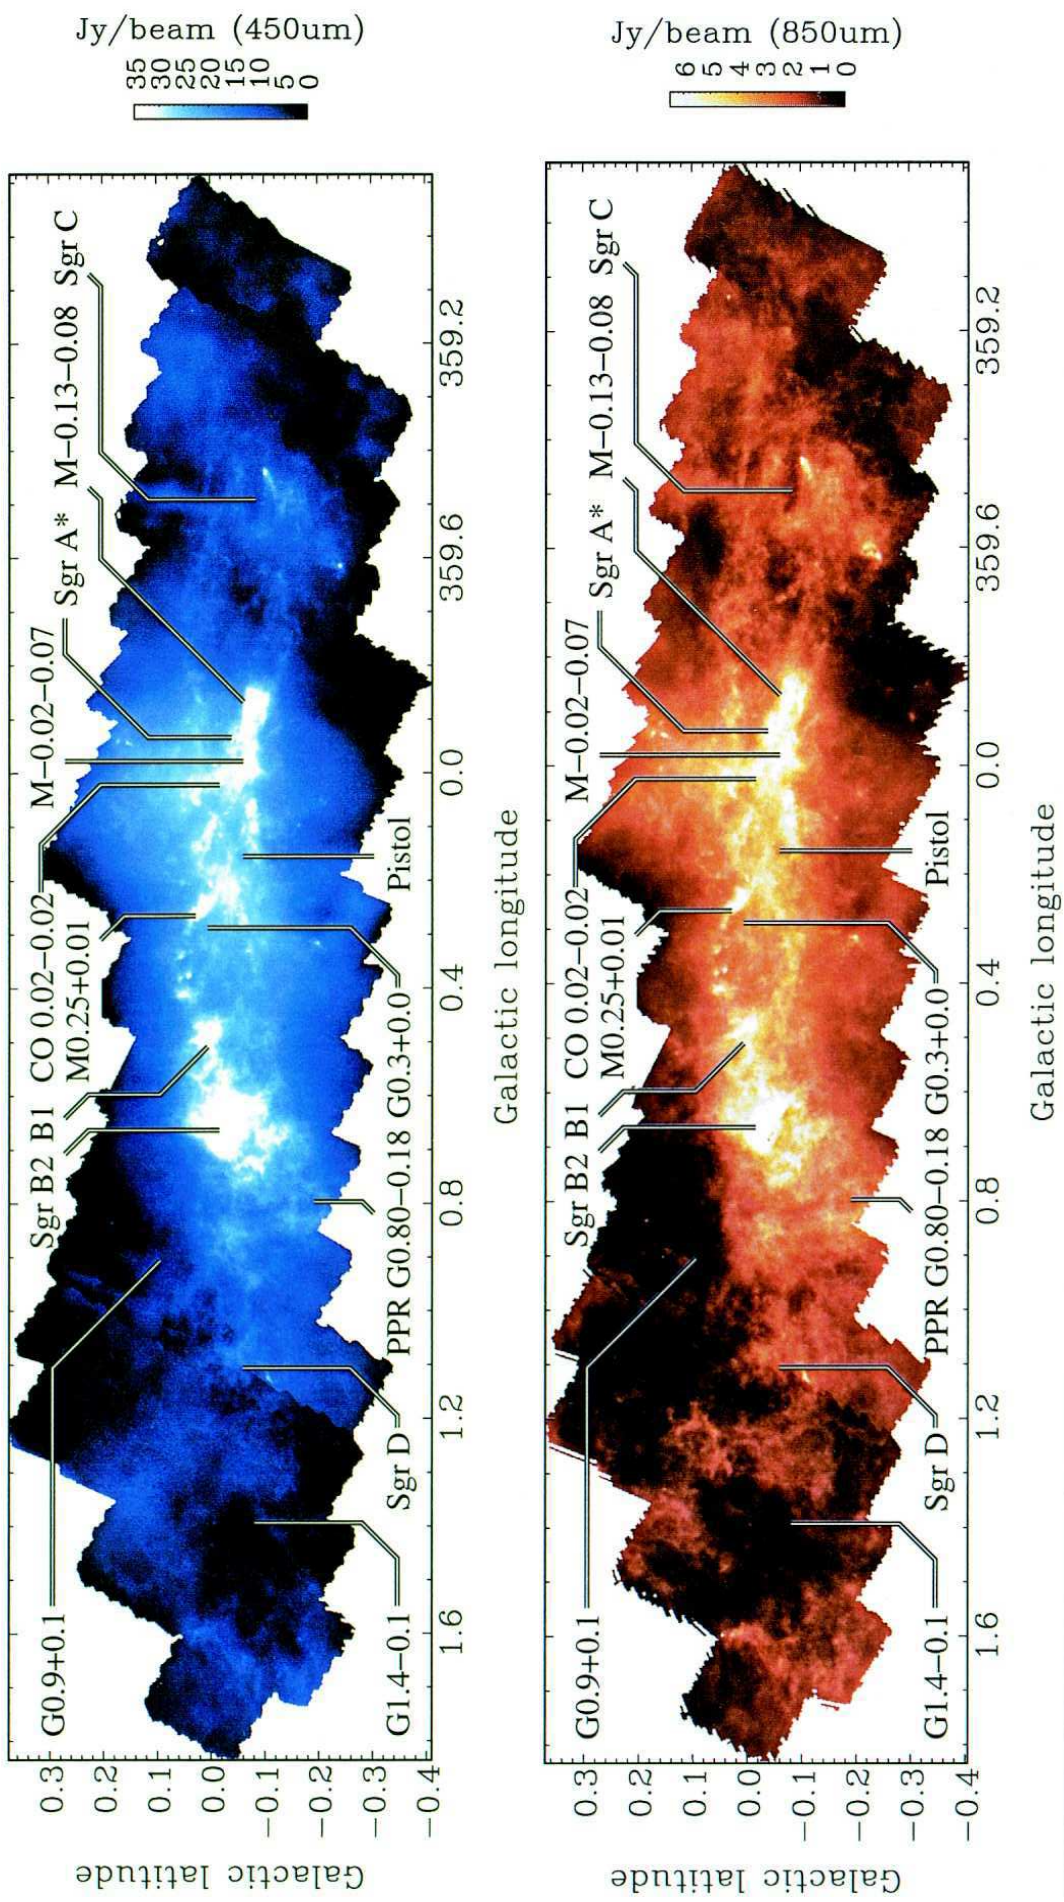 Jy/beam (450um)
35
30
25
20
15
10
5
0
G0.9+0.1
Sgr B2 B1
CO 0.02−0.02
M0.25+0.01
M−0.02−0.07
Sgr A*
M−0.13−0.08
Sgr C
G1.4−0.1
Sgr D
PPR G0.80−0.18
G0.3+0.0
Pistol
0.3
0.2
0.1
0.0
−0.1
−0.2
−0.3
−0.4
Galactic latitude
1.6
1.2
0.8
0.4
0.0
359.6
359.2
Galactic longitude
Jy/beam (850um)
6
5
4
3
2
1
0
G0.9+0.1
Sgr B2 B1
CO 0.02−0.02
M0.25+0.01
M−0.02−0.07
Sgr A*
M−0.13−0.08
Sgr C
G1.4−0.1
Sgr D
PPR G0.80−0.18
G0.3+0.0
Pistol
0.3
0.2
0.1
0.0
−0.1
−0.2
−0.3
−0.4
Galactic latitude
1.6
1.2
0.8
0.4
0.0
359.6
359.2
Galactic longitude